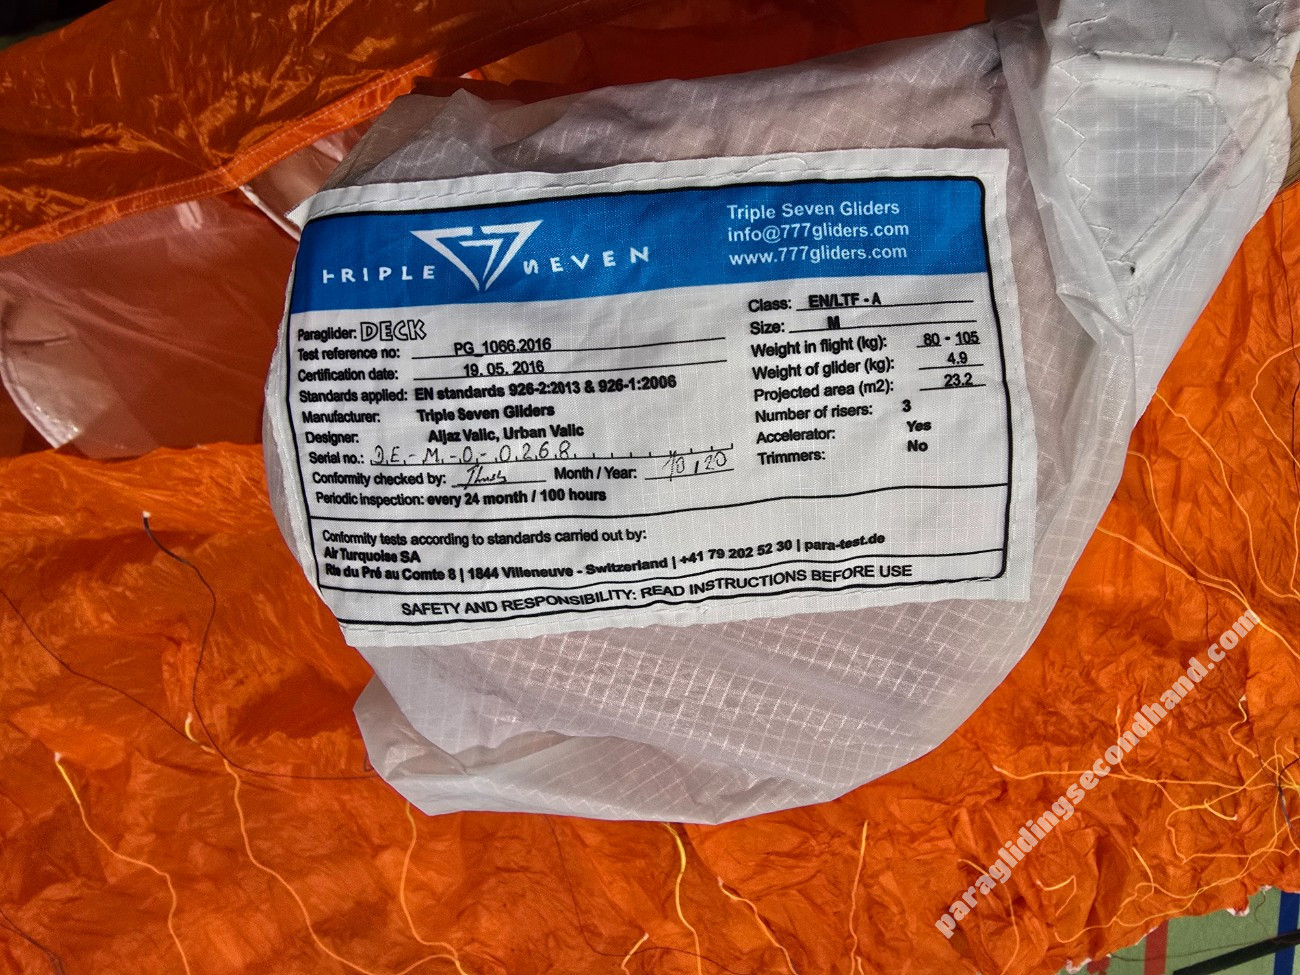 TRIPLE SEVEN
Triple Seven Gliders
info@777gliders.com
www.777gliders.com
Paraglider: DECK
Test reference no: PG_1066.2016
Certification date: 19. 05. 2016
Standards applied: EN standards 926-2:2013 & 926-1:2006
Manufacturer: Triple Seven Gliders
Designer: Aljaz Valic, Urban Valic
Serial no.: D.E.-M.-0.-.0.2.6.8.
Conformity checked by: Month / Year: 10, 20
Periodic inspection: every 24 month / 100 hours
Class: EN/LTF - A
Size: M
Weight in flight (kg): 80 - 105
Weight of glider (kg): 4.9
Projected area (m2): 23.2
Number of risers: 3
Accelerator: Yes
Trimmers: No
Conformity tests according to standards carried out by:
Air Turquoise SA
Rte du Pré au Comte 8 | 1844 Villeneuve - Switzerland | +41 79 202 52 30 | para-test.de
SAFETY AND RESPONSIBILITY: READ INSTRUCTIONS BEFORE USE
paraglidingsecondhand.com